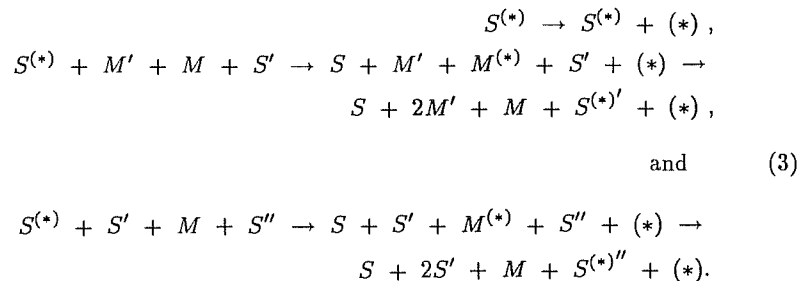 S^{(*)} → S^{(*)} + (*) ,
S^{(*)} + M′ + M + S′ → S + M′ + M^{(*)} + S′ + (*) →
S + 2M′ + M + S^{(*)′} + (*) ,
and (3)
S^{(*)} + S′ + M + S″ → S + S′ + M^{(*)} + S″ + (*) →
S + 2S′ + M + S^{(*)″} + (*).